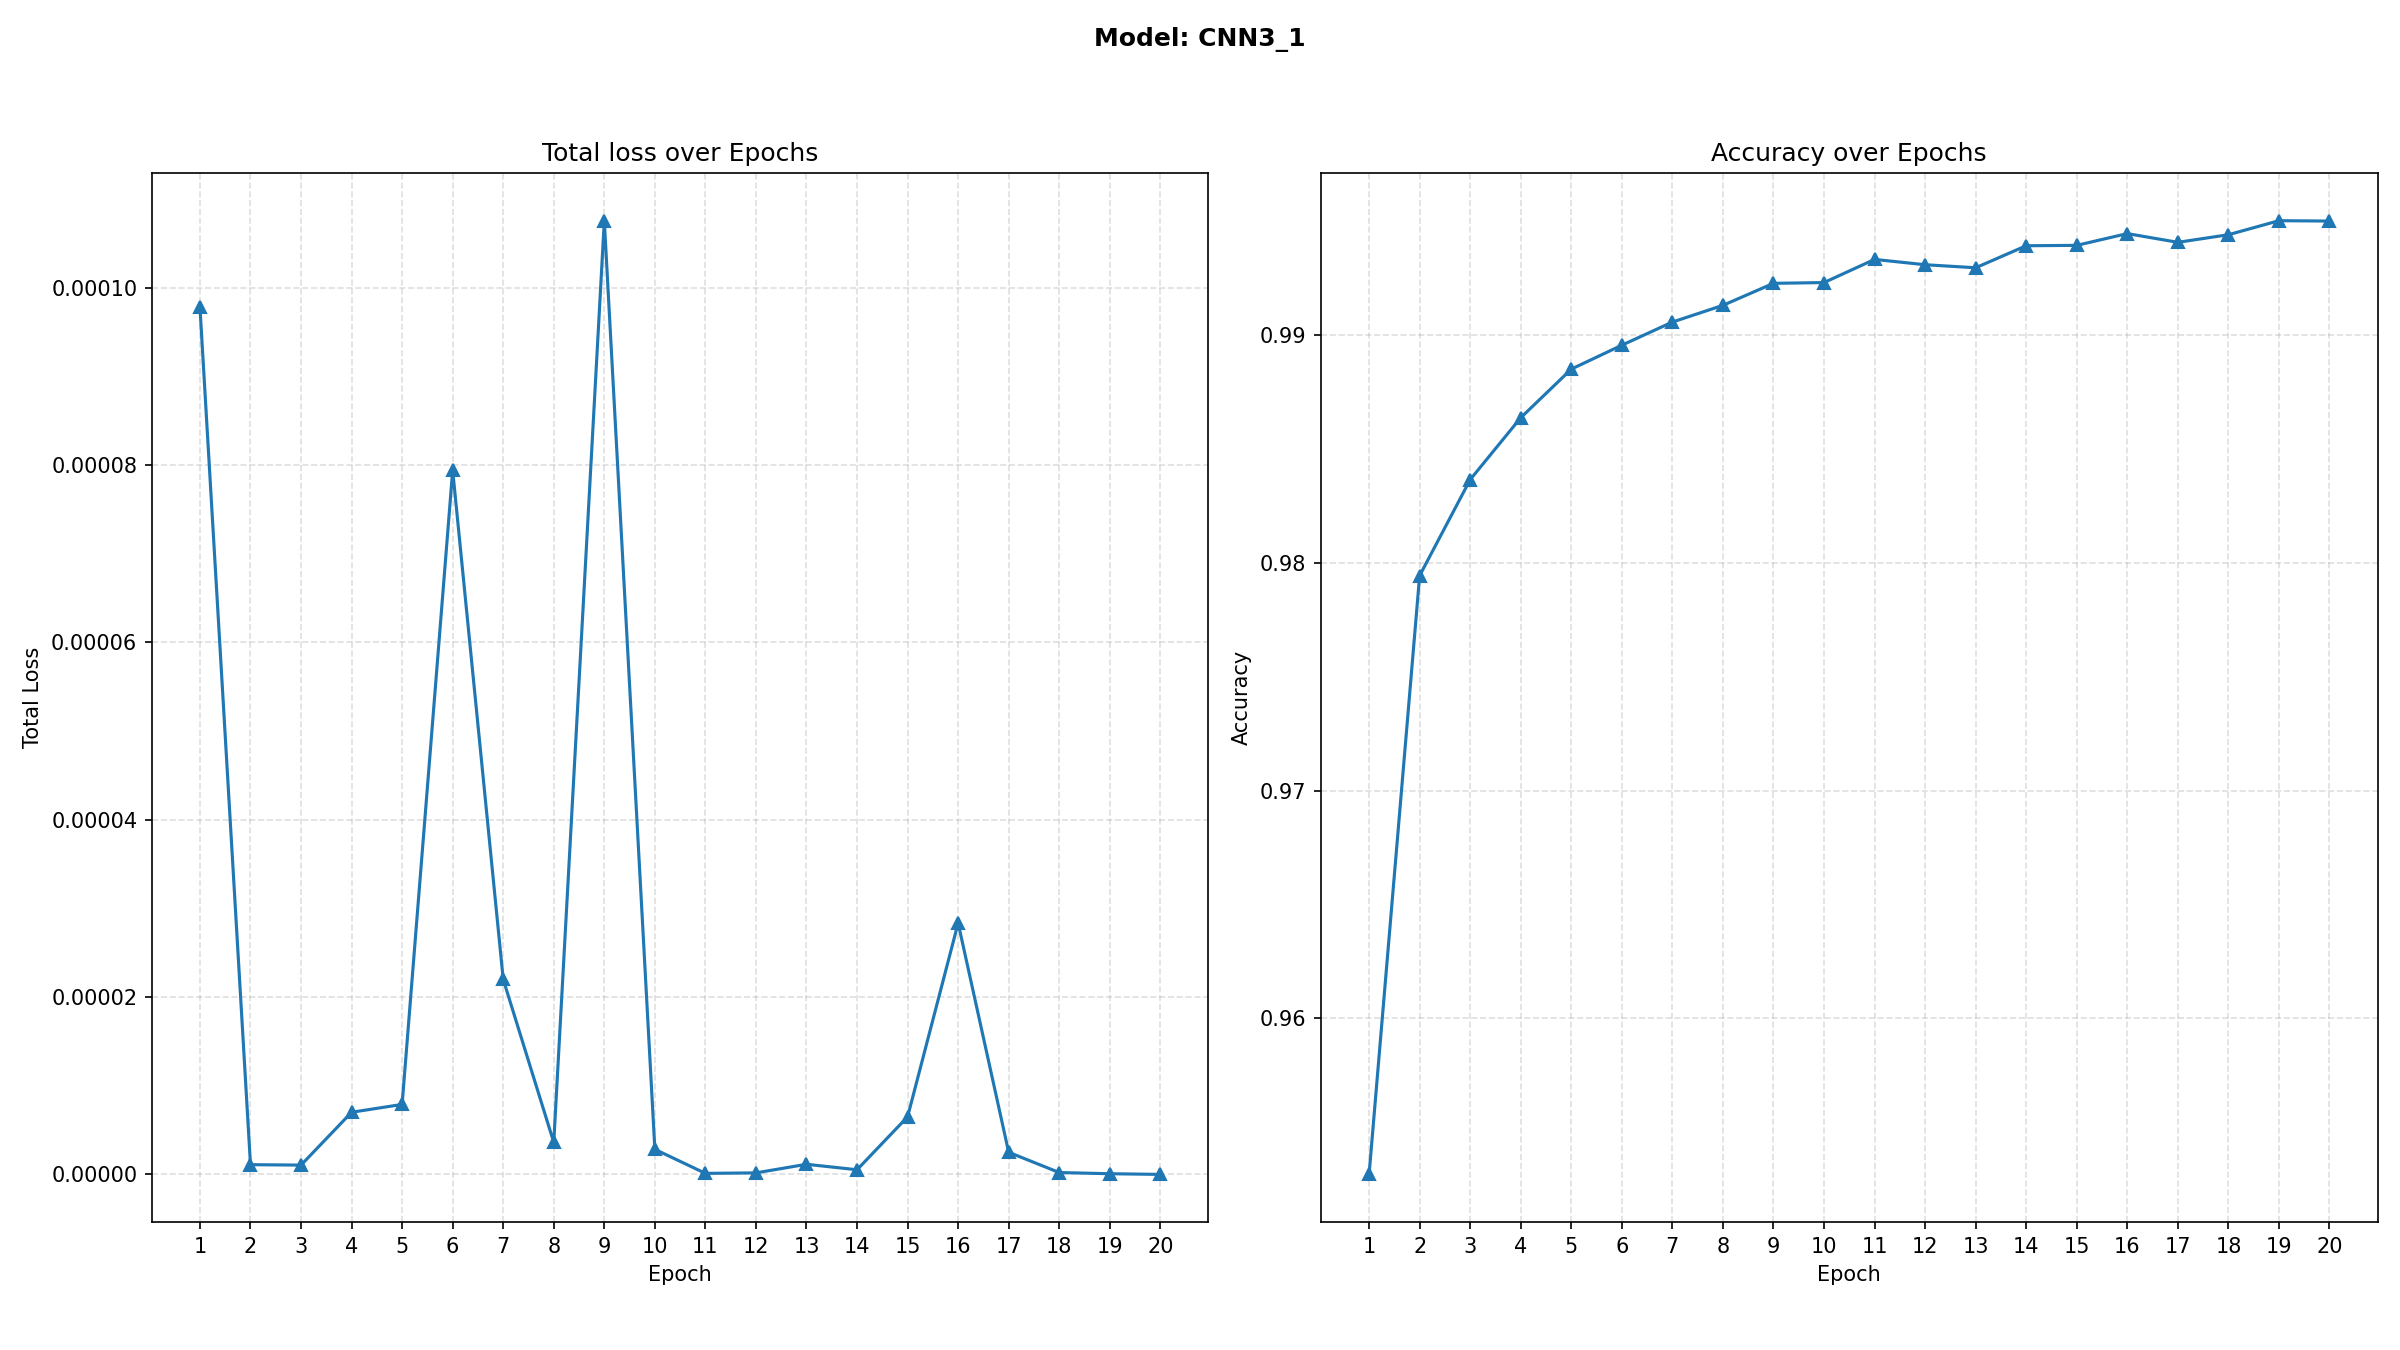 Model: CNN3_1
Total loss over Epochs
Total Loss
0.00010
0.00008
0.00006
0.00004
0.00002
0.00000
1 2 3 4 5 6 7 8 9 10 11 12 13 14 15 16 17 18 19 20
Epoch
Accuracy over Epochs
Accuracy
0.99
0.98
0.97
0.96
1 2 3 4 5 6 7 8 9 10 11 12 13 14 15 16 17 18 19 20
Epoch